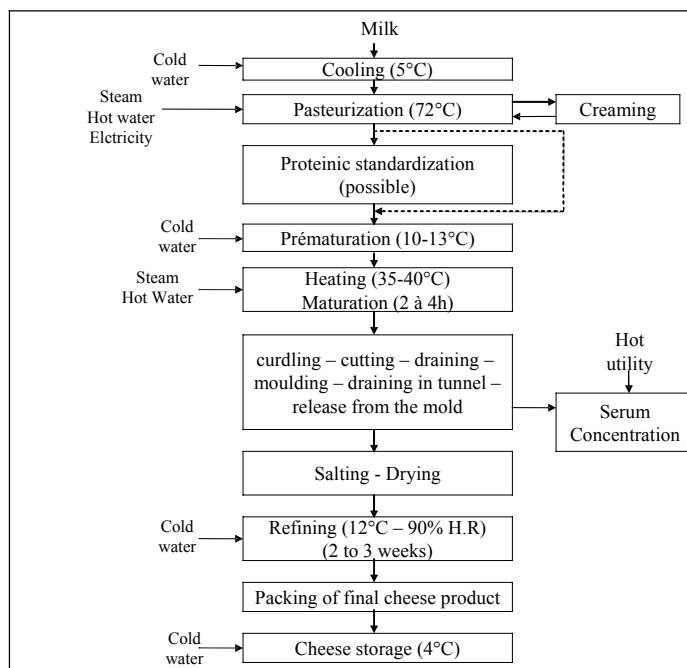 Milk
Cold
water
Cooling (5°C)
Steam
Hot water
Elctricity
Pasteurization (72°C)
Creaming
Proteinic standardization
(possible)
Cold
water
Prématuration (10-13°C)
Steam
Hot Water
Heating (35-40°C)
Maturation (2 à 4h)
curdling – cutting – draining –
moulding – draining in tunnel –
release from the mold
Hot
utility
Serum
Concentration
Salting - Drying
Cold
water
Refining (12°C – 90% H.R)
(2 to 3 weeks)
Packing of final cheese product
Cold
water
Cheese storage (4°C)